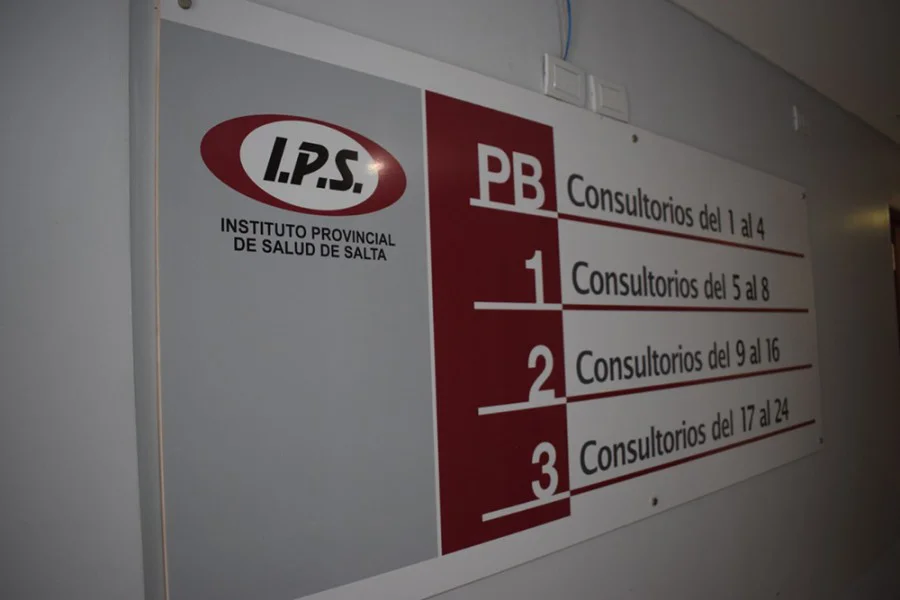 I.P.S.
INSTITUTO PROVINCIAL
DE SALUD DE SALTA
PB Consultorios del 1 al 4
1 Consultorios del 5 al 8
2 Consultorios del 9 al 16
3 Consultorios del 17 al 24